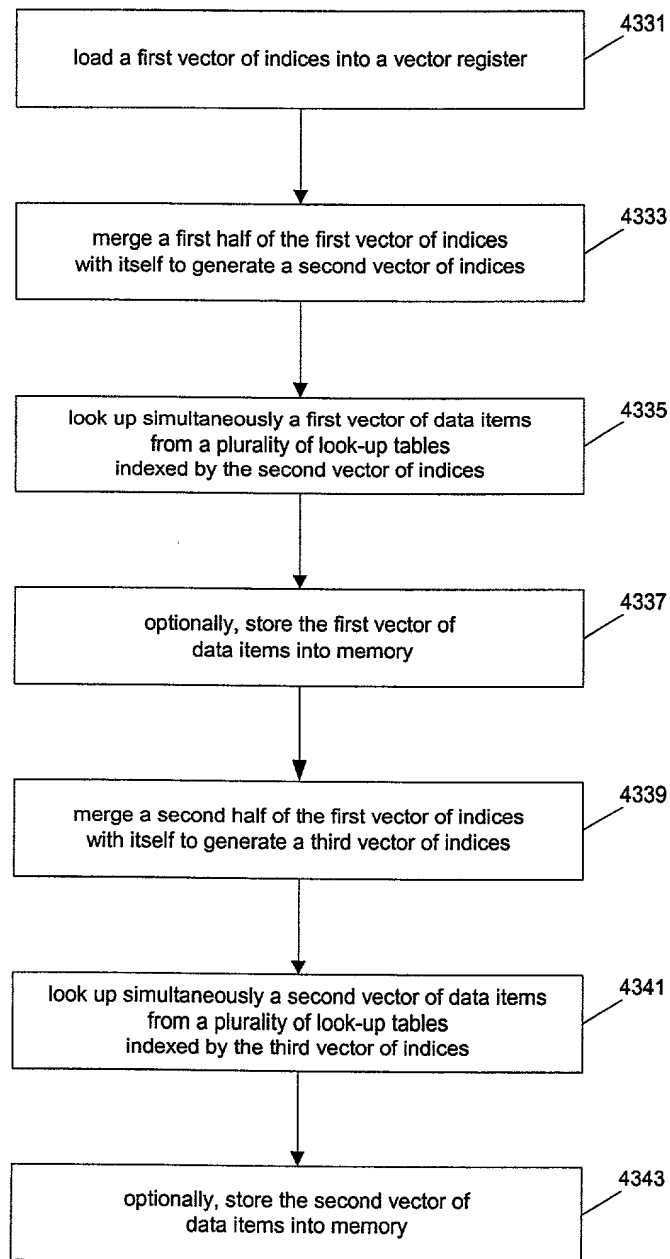 4331
load a first vector of indices into a vector register
4333
merge a first half of the first vector of indices
with itself to generate a second vector of indices
4335
look up simultaneously a first vector of data items
from a plurality of look-up tables
indexed by the second vector of indices
4337
optionally, store the first vector of
data items into memory
4339
merge a second half of the first vector of indices
with itself to generate a third vector of indices
4341
look up simultaneously a second vector of data items
from a plurality of look-up tables
indexed by the third vector of indices
4343
optionally, store the second vector of
data items into memory